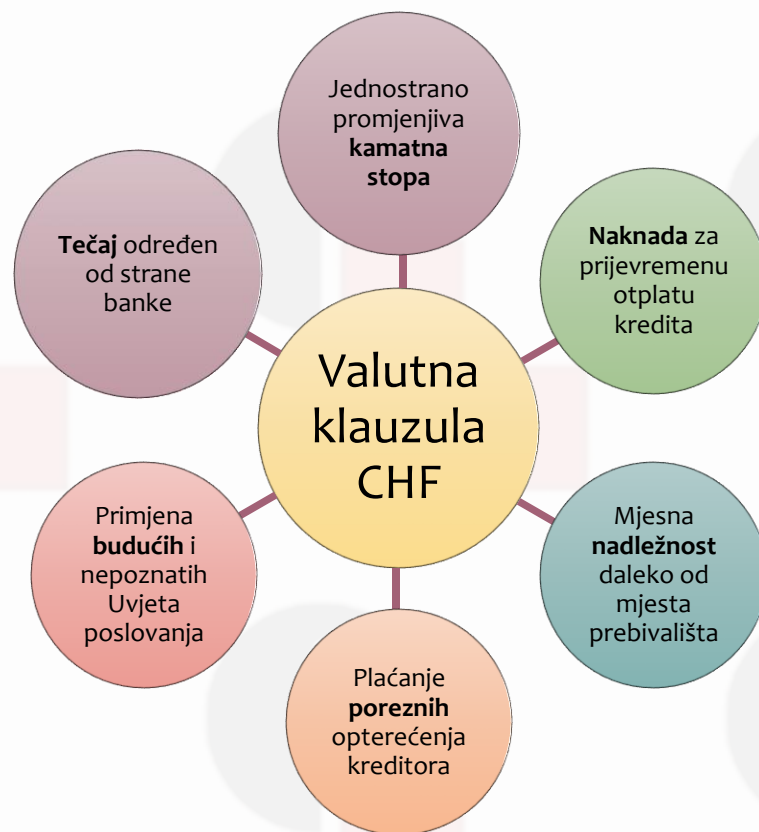 Jednostrano
promjenjiva
kamatna
stopa
Tečaj određen
od strane
banke
Naknada za
prijevremenu
otplatu
kredita
Valutna
klauzula
CHF
Primjena
budućih i
nepoznatih
Uvjeta
poslovanja
Mjesna
nadležnost
daleko od
mjesta
prebivališta
Plaćanje
poreznih
opterećenja
kreditora